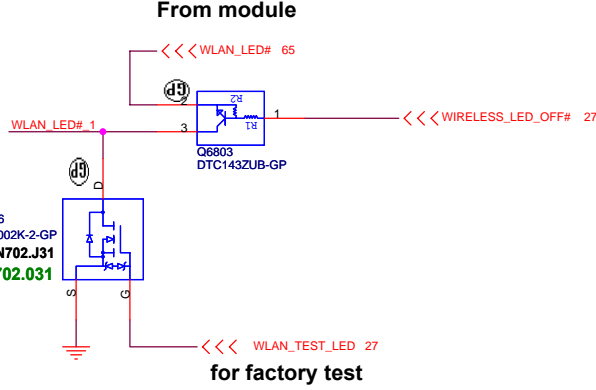 From module
WLAN_LED# 65
GP
2
R2
R1
1
WIRELESS_LED_OFF# 27
WLAN_LED#_1
3
Q6803
DTC143ZUB-GP
GP
D
6
002K-2-GP
N702.J31
702.031
S
G
WLAN_TEST_LED 27
for factory test